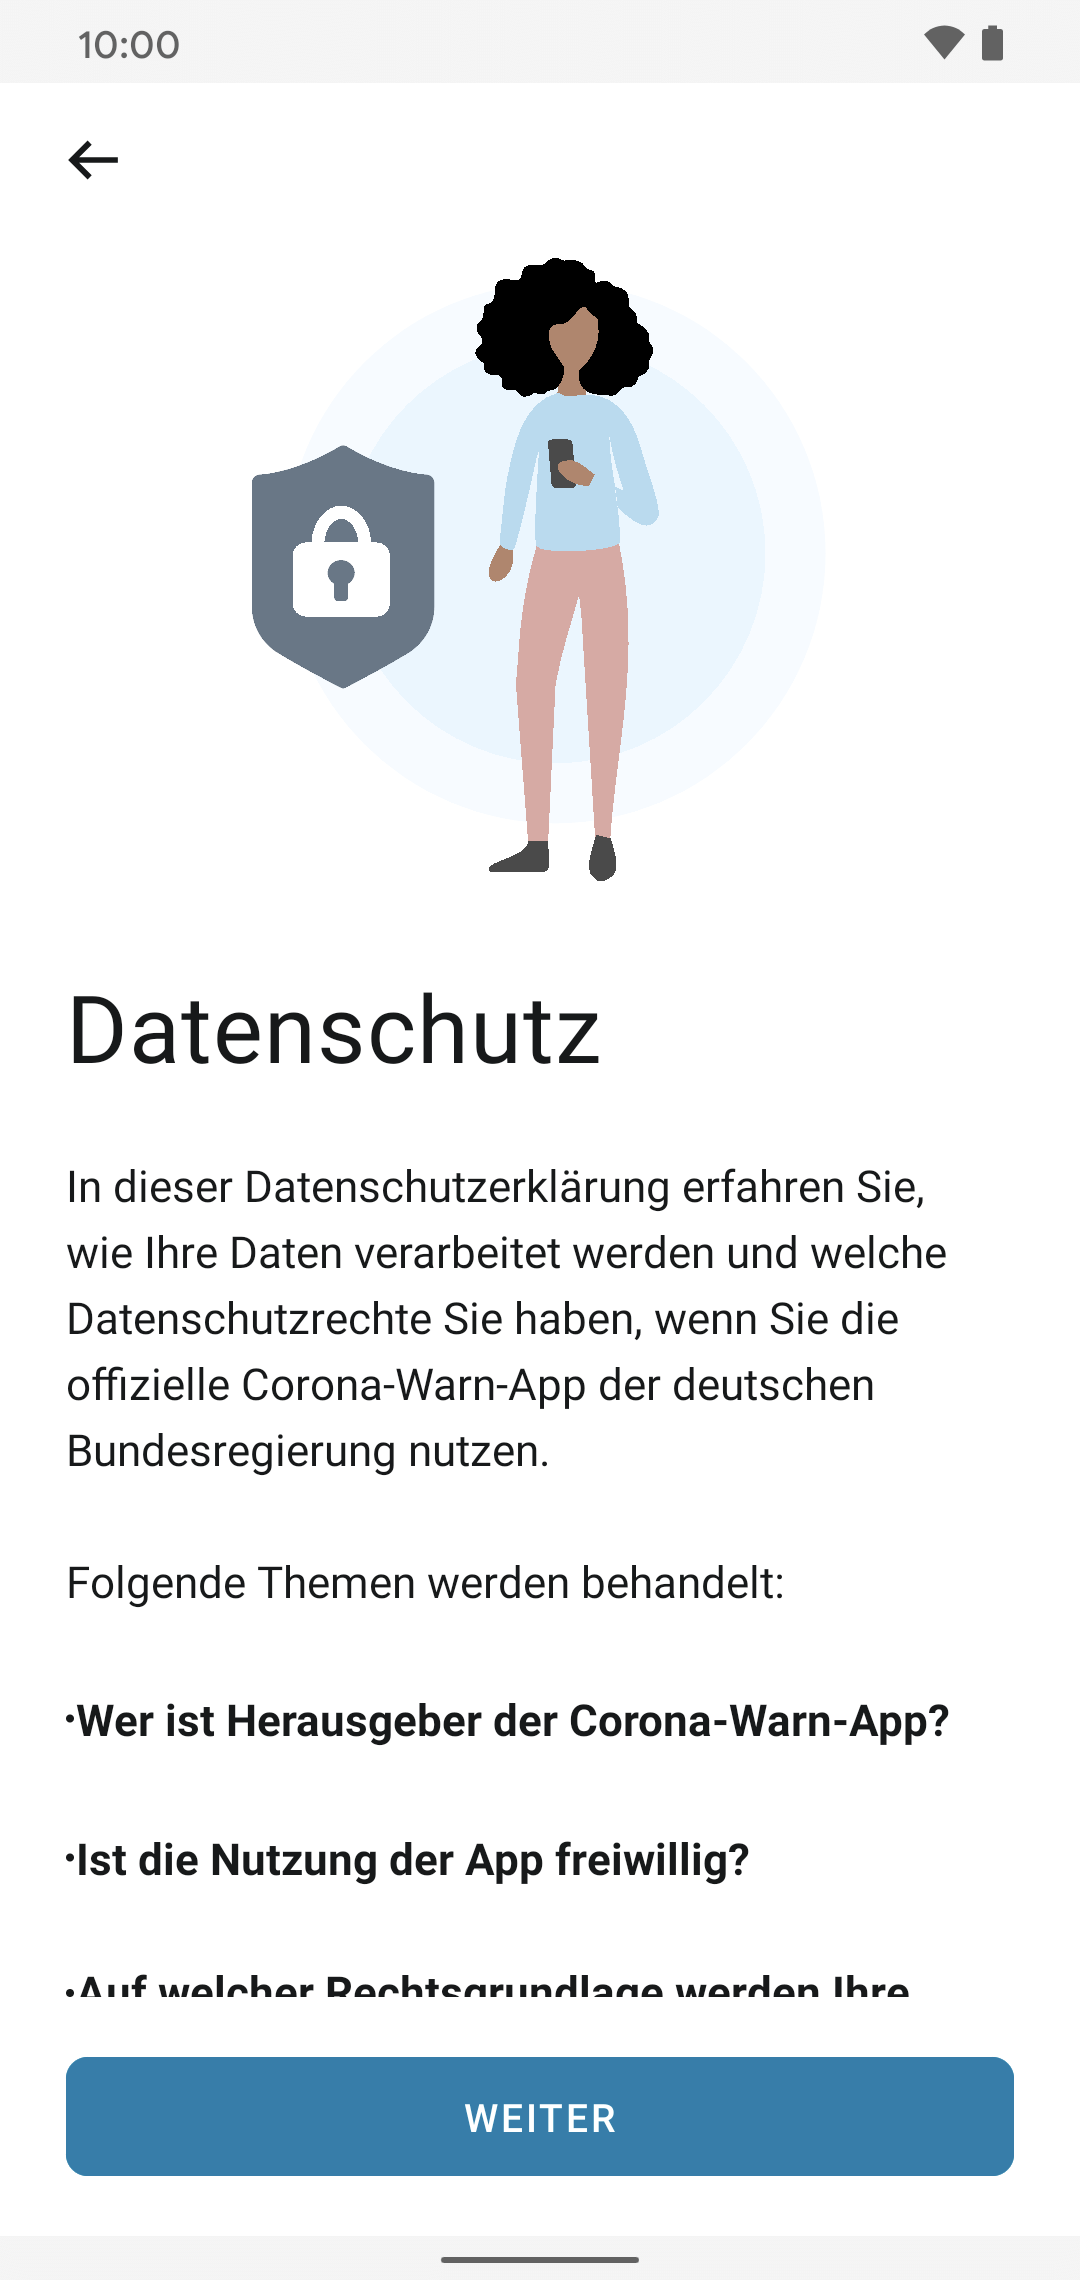 10:00
Datenschutz
In dieser Datenschutzerklärung erfahren Sie,
wie Ihre Daten verarbeitet werden und welche
Datenschutzrechte Sie haben, wenn Sie die
offizielle Corona-Warn-App der deutschen
Bundesregierung nutzen.
Folgende Themen werden behandelt:
•Wer ist Herausgeber der Corona-Warn-App?
•Ist die Nutzung der App freiwillig?
•Auf welcher Rechtsgrundlage werden Ihre
WEITER